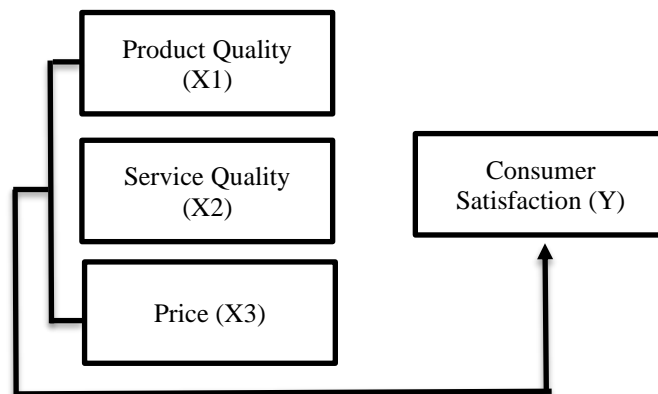 Product Quality
(X1)
Service Quality
(X2)
Price (X3)
Consumer
Satisfaction (Y)